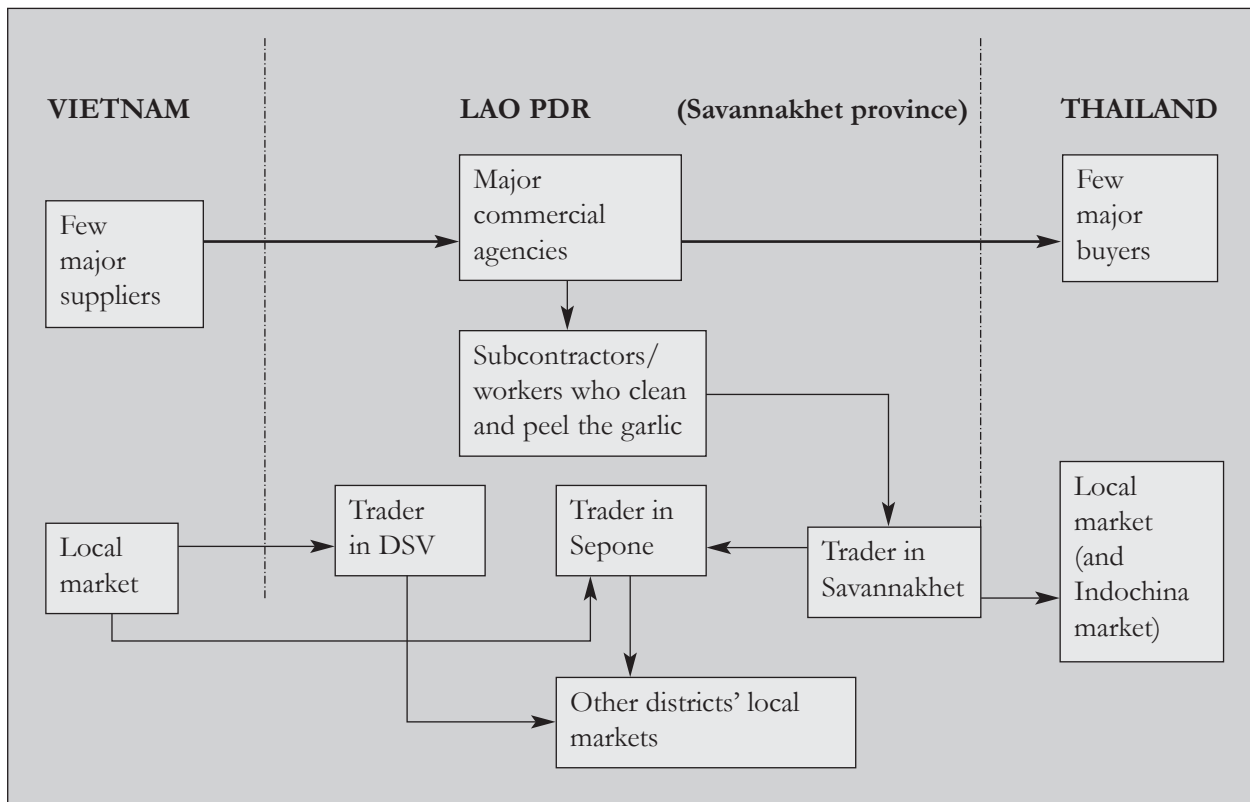 VIETNAM
LAO PDR
(Savannakhet province)
THAILAND
Few
major
suppliers
Major
commercial
agencies
Few
major
buyers
Subcontractors/
workers who clean
and peel the garlic
Local
market
Trader
in DSV
Trader in
Sepone
Trader in
Savannakhet
Local
market
(and
Indochina
market)
Other districts’ local
markets